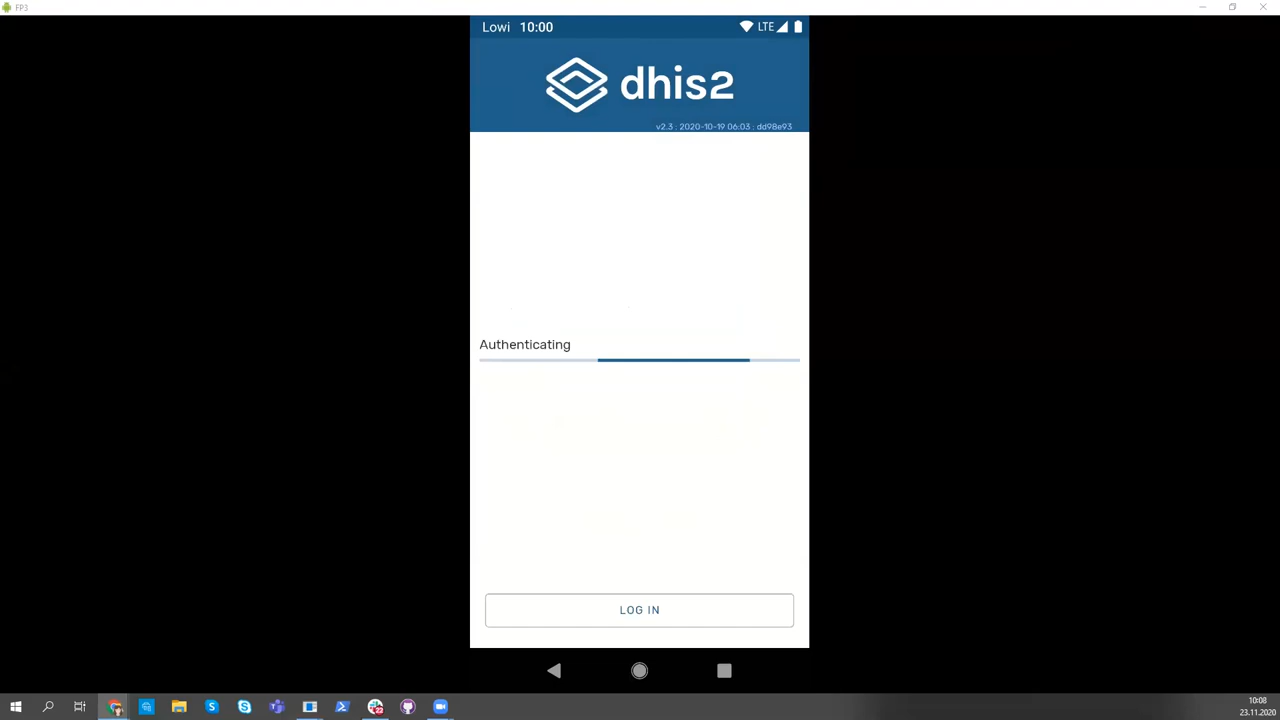 FP3
Lowi 10:00 LTE
dhis2
v2.3 : 2020-10-19 06:03 : dd98e93
Authenticating
LOG IN
10:08
23.11.2020